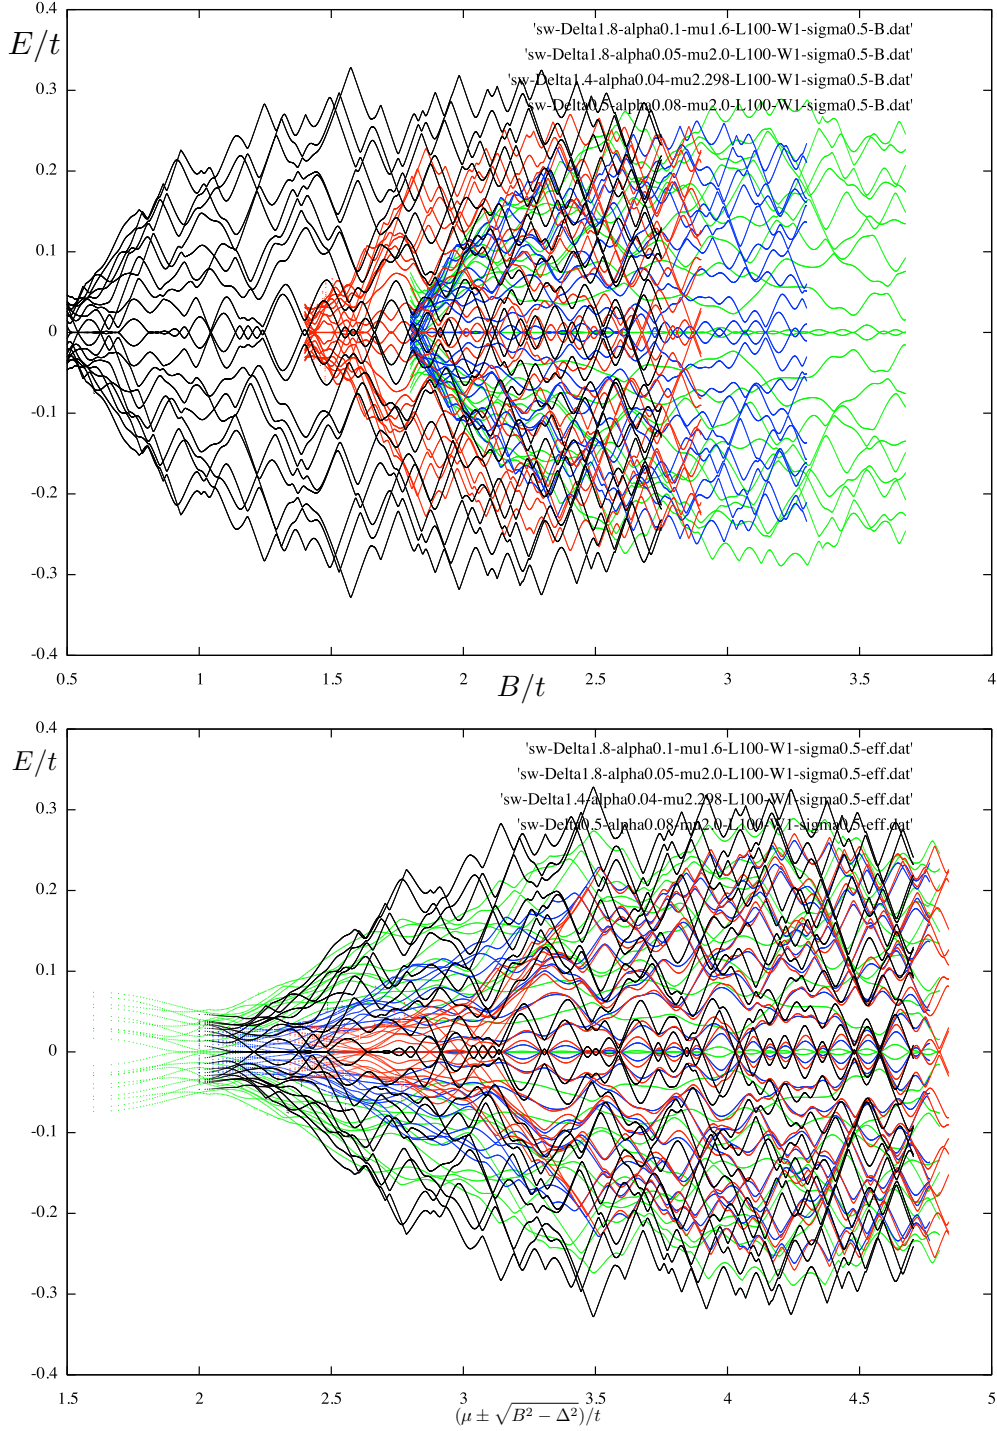 0.4
E/t
'sw-Delta1.8-alpha0.1-mu1.6-L100-W1-sigma0.5-B.dat'
'sw-Delta1.8-alpha0.05-mu2.0-L100-W1-sigma0.5-B.dat'
'sw-Delta1.4-alpha0.04-mu2.298-L100-W1-sigma0.5-B.dat'
'sw-Delta0.5-alpha0.08-mu2.0-L100-W1-sigma0.5-B.dat'
0.3
0.2
0.1
0
-0.1
-0.2
-0.3
-0.4
0.5 1 1.5 2 2.5 3 3.5 4
B/t
0.4
E/t
'sw-Delta1.8-alpha0.1-mu1.6-L100-W1-sigma0.5-eff.dat'
'sw-Delta1.8-alpha0.05-mu2.0-L100-W1-sigma0.5-eff.dat'
'sw-Delta1.4-alpha0.04-mu2.298-L100-W1-sigma0.5-eff.dat'
'sw-Delta0.5-alpha0.08-mu2.0-L100-W1-sigma0.5-eff.dat'
0.3
0.2
0.1
0
-0.1
-0.2
-0.3
-0.4
1.5 2 2.5 3 3.5 4 4.5 5
(μ ± √B² − Δ²)/t